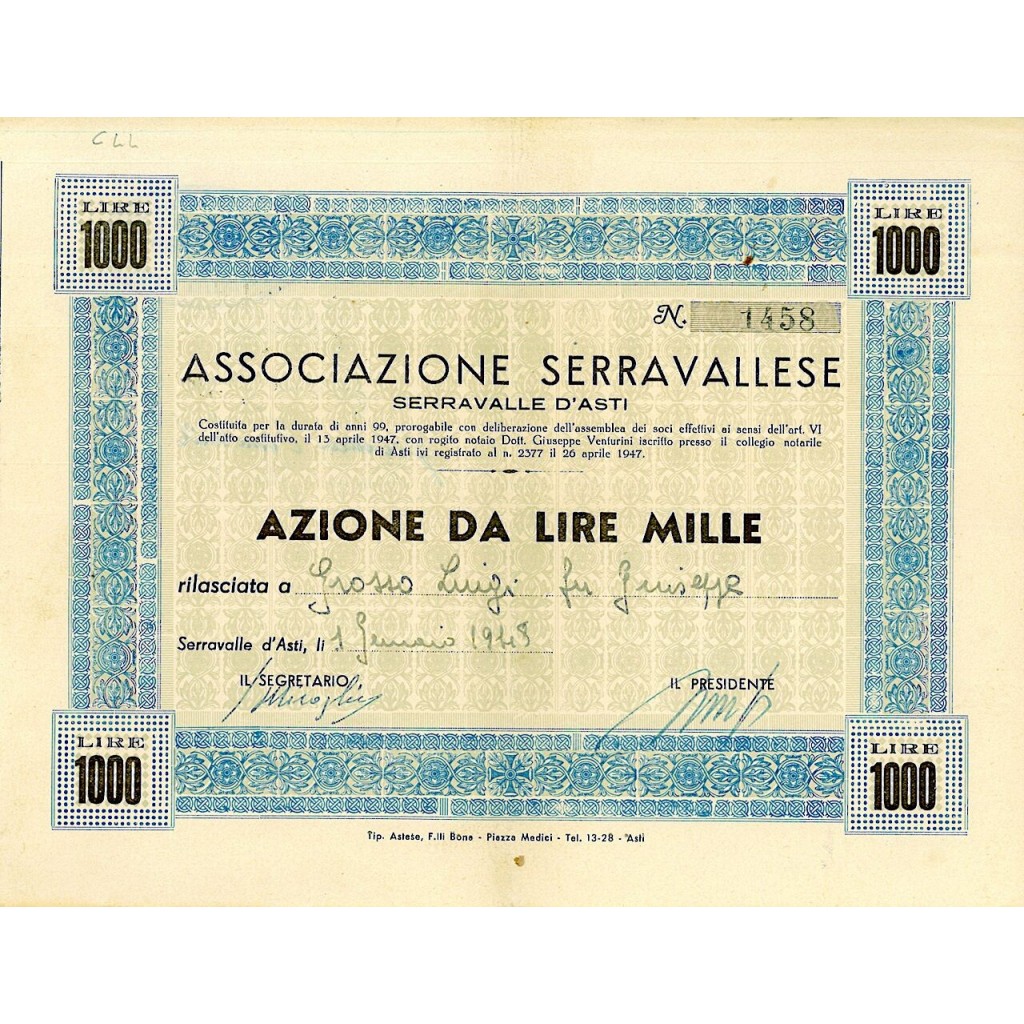 CLL
LIRE
1000
LIRE
1000
N. 1458
ASSOCIAZIONE SERRAVALLESE
SERRAVALLE D'ASTI
Costituita per la durata di anni 99, prorogabile con deliberazione dell'assemblea dei soci effettivi ai sensi dell'art. VI
dell'atto costitutivo, il 13 aprile 1947, con rogito notaio Dott. Giuseppe Venturini iscritto presso il collegio notarile
di Asti ivi registrato al n. 2377 il 26 aprile 1947.
AZIONE DA LIRE MILLE
rilasciata a Grosso Luigi fu Giuseppe
Serravalle d'Asti, li 1 Gennaio 1948
IL SEGRETARIO
IL PRESIDENTE
LIRE
1000
LIRE
1000
Tip. Astese, F.lli Bona - Piazza Medici - Tel. 13-28 - Asti